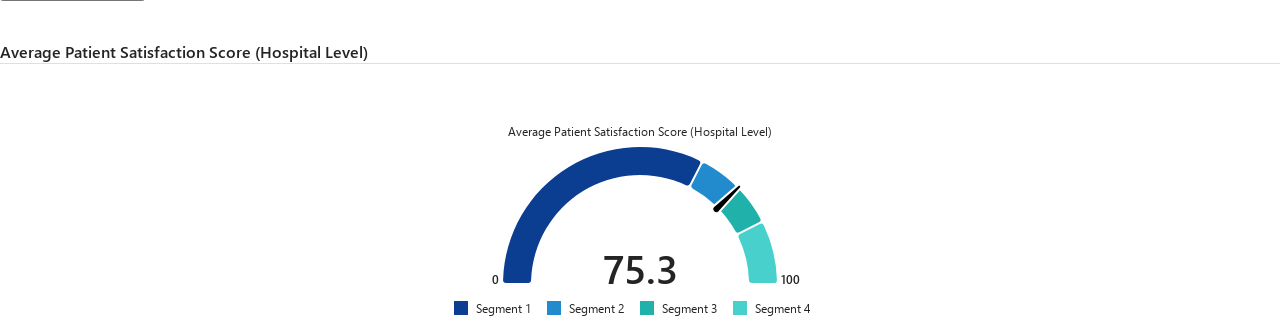 Average Patient Satisfaction Score (Hospital Level)
Average Patient Satisfaction Score (Hospital Level)
75.3
0
100
Segment 1 Segment 2 Segment 3 Segment 4